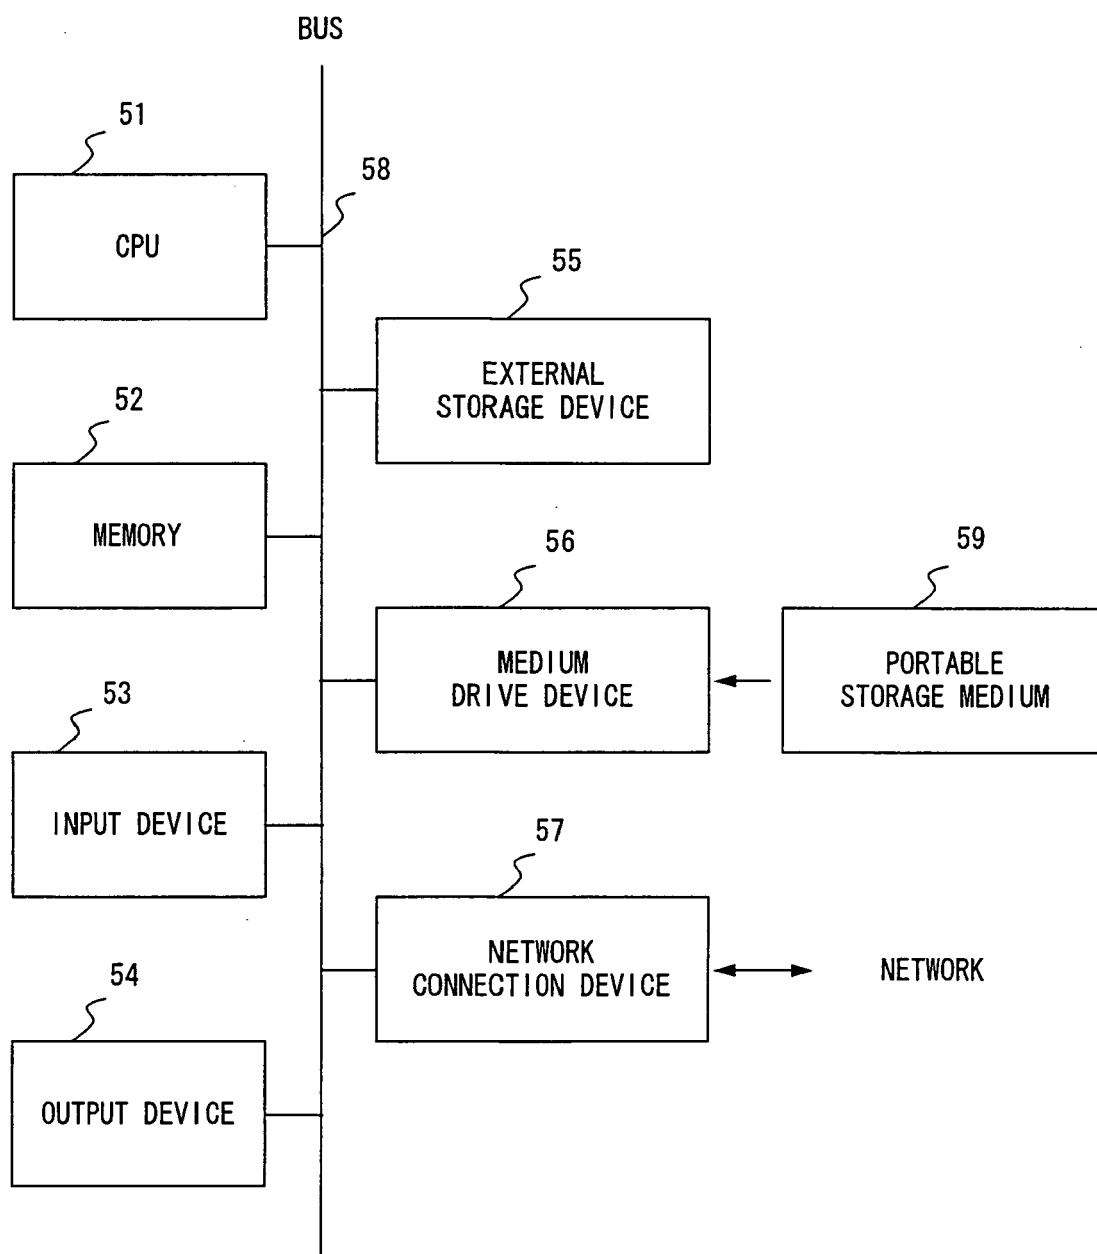 BUS
51
CPU
58
55
EXTERNAL
STORAGE DEVICE
52
MEMORY
56
MEDIUM
DRIVE DEVICE
59
PORTABLE
STORAGE MEDIUM
53
INPUT DEVICE
57
NETWORK
CONNECTION DEVICE
NETWORK
54
OUTPUT DEVICE